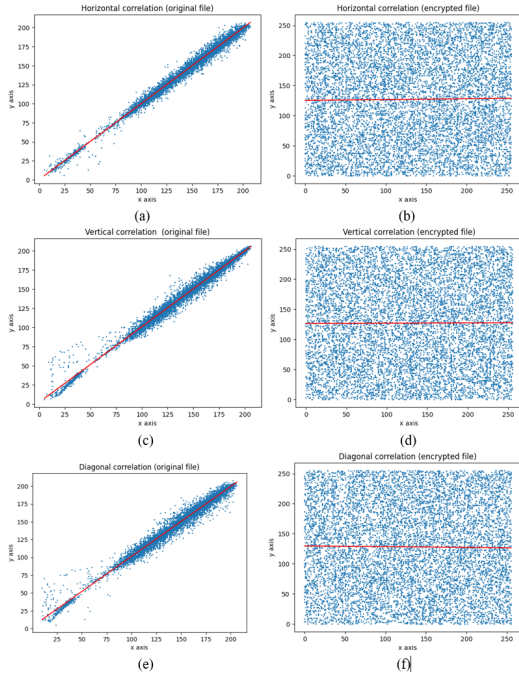 Horizontal correlation (original file)
Horizontal correlation (encrypted file)
y axis
200
175
150
125
100
75
50
25
0
0 25 50 75 100 125 150 175 200
x axis
y axis
250
200
150
100
50
0
0 50 100 150 200 250
x axis
(a)
(b)
Vertical correlation (original file)
Vertical correlation (encrypted file)
y axis
200
175
150
125
100
75
50
25
0
0 25 50 75 100 125 150 175 200
x axis
y axis
250
200
150
100
50
0
0 50 100 150 200 250
x axis
(c)
(d)
Diagonal correlation (original file)
Diagonal correlation (encrypted file)
y axis
200
175
150
125
100
75
50
25
0
25 50 75 100 125 150 175 200
x axis
y axis
250
200
150
100
50
0
0 50 100 150 200 250
x axis
(e)
(f)